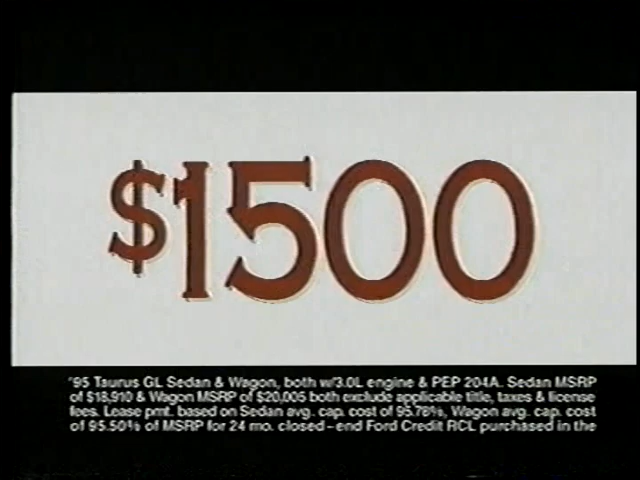 $1500
'95 Taurus GL Sedan & Wagon, both w/3.0L engine & PEP 204A. Sedan MSRP
of $18,910 & Wagon MSRP of $20,005 both exclude applicable title, taxes & license
fees. Lease pmt. based on Sedan avg. cap. cost of 95.78%, Wagon avg. cap. cost
of 95.50% of MSRP for 24 mo. closed-end Ford Credit RCL purchased in the